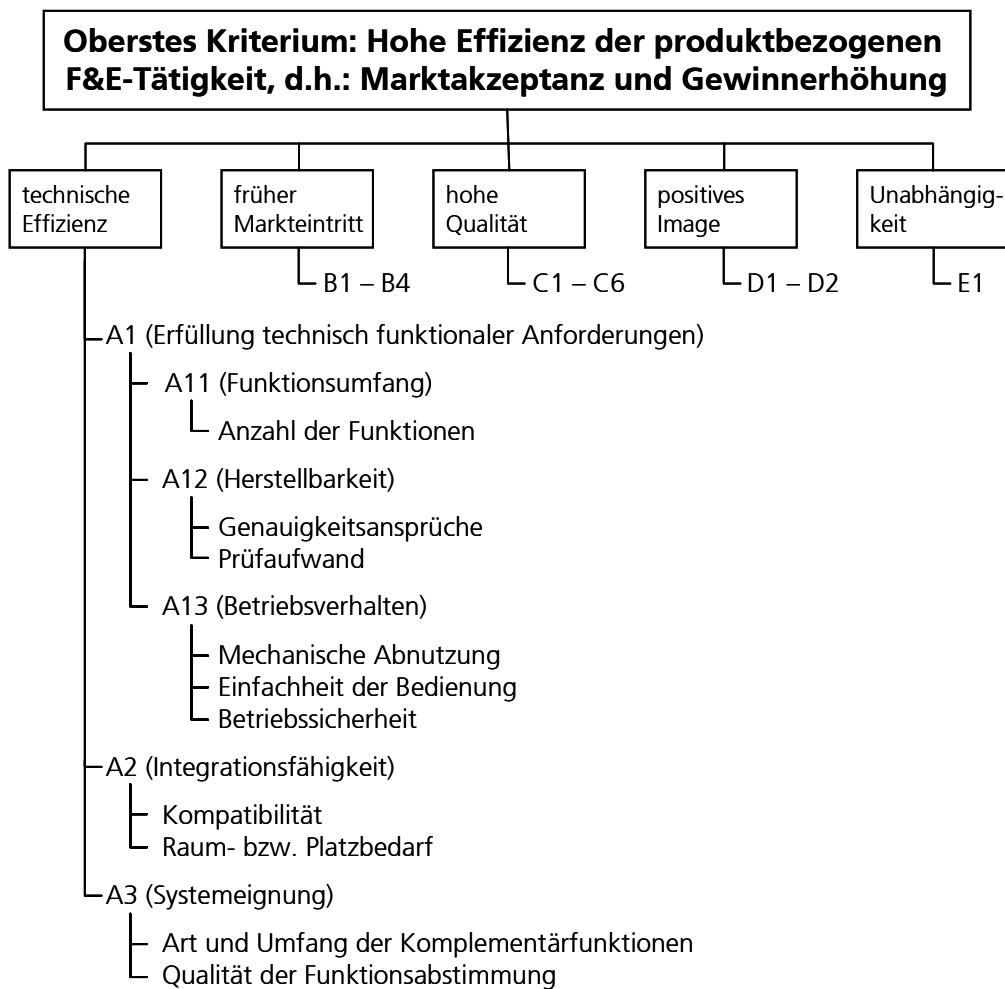 Oberstes Kriterium: Hohe Effizienz der produktbezogenen
F&E-Tätigkeit, d.h.: Marktakzeptanz und Gewinnerhöhung
technische
Effizienz
früher
Markteintritt
hohe
Qualität
positives
Image
Unabhängig-
keit
B1 – B4
C1 – C6
D1 – D2
E1
A1 (Erfüllung technisch funktionaler Anforderungen)
A11 (Funktionsumfang)
Anzahl der Funktionen
A12 (Herstellbarkeit)
Genauigkeitsansprüche
Prüfaufwand
A13 (Betriebsverhalten)
Mechanische Abnutzung
Einfachheit der Bedienung
Betriebssicherheit
A2 (Integrationsfähigkeit)
Kompatibilität
Raum- bzw. Platzbedarf
A3 (Systemeignung)
Art und Umfang der Komplementärfunktionen
Qualität der Funktionsabstimmung